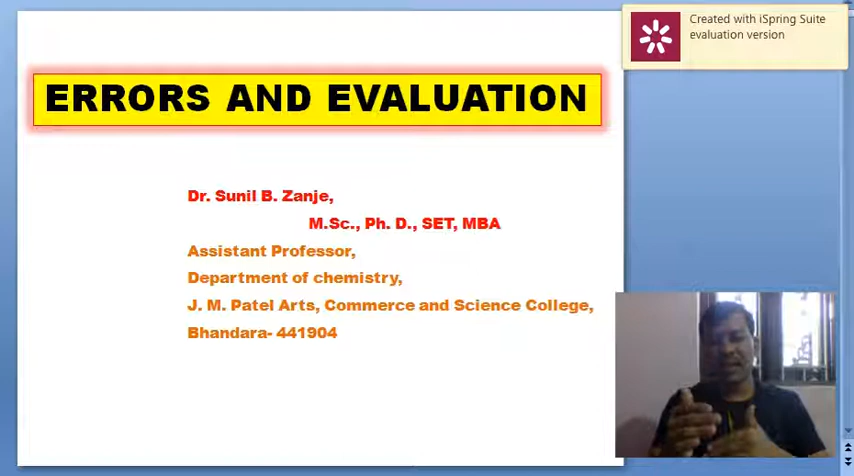 Created with iSpring Suite
evaluation version
ERRORS AND EVALUATION
Dr. Sunil B. Zanje,
M.Sc., Ph. D., SET, MBA
Assistant Professor,
Department of chemistry,
J. M. Patel Arts, Commerce and Science College,
Bhandara- 441904